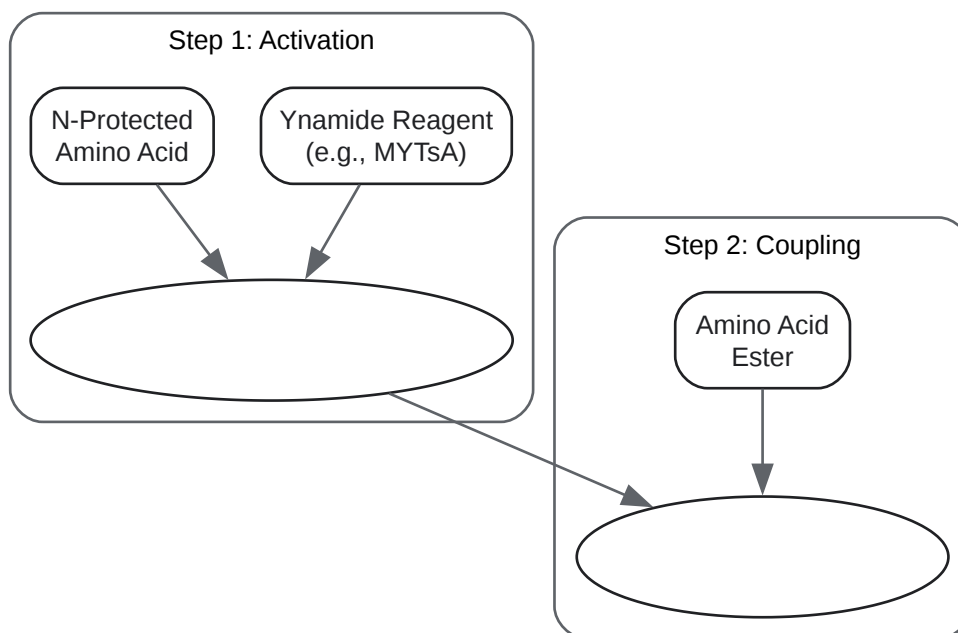 Step 1: Activation
N-Protected
Amino Acid
Ynamide Reagent
(e.g., MYTsA)
Step 2: Coupling
Amino Acid
Ester